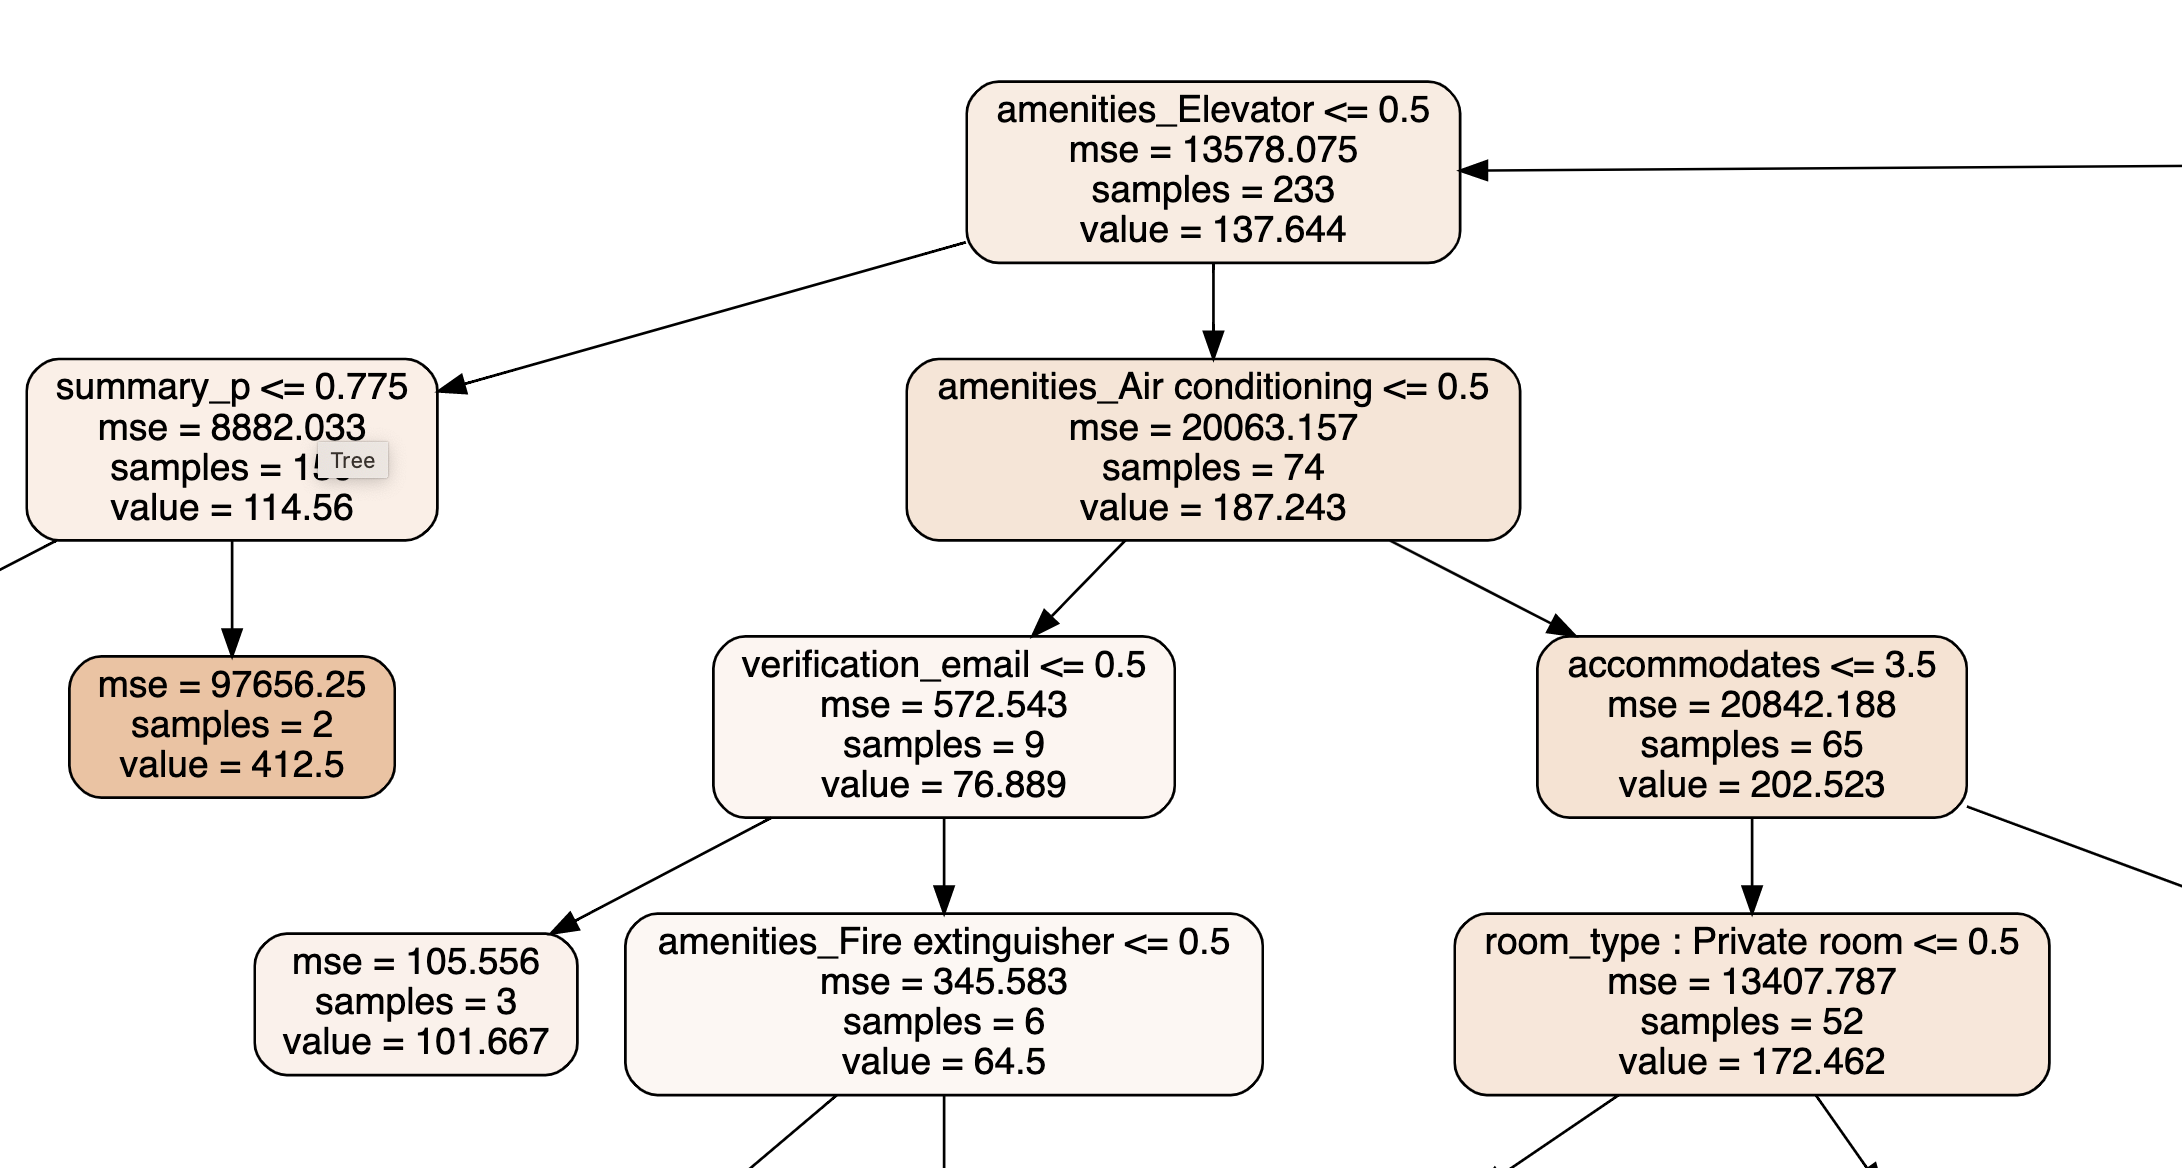 amenities_Elevator <= 0.5
mse = 13578.075
samples = 233
value = 137.644
summary_p <= 0.775
mse = 8882.033
samples =
Tree
value = 114.56
amenities_Air conditioning <= 0.5
mse = 20063.157
samples = 74
value = 187.243
mse = 97656.25
samples = 2
value = 412.5
verification_email <= 0.5
mse = 572.543
samples = 9
value = 76.889
accommodates <= 3.5
mse = 20842.188
samples = 65
value = 202.523
mse = 105.556
samples = 3
value = 101.667
amenities_Fire extinguisher <= 0.5
mse = 345.583
samples = 6
value = 64.5
room_type : Private room <= 0.5
mse = 13407.787
samples = 52
value = 172.462